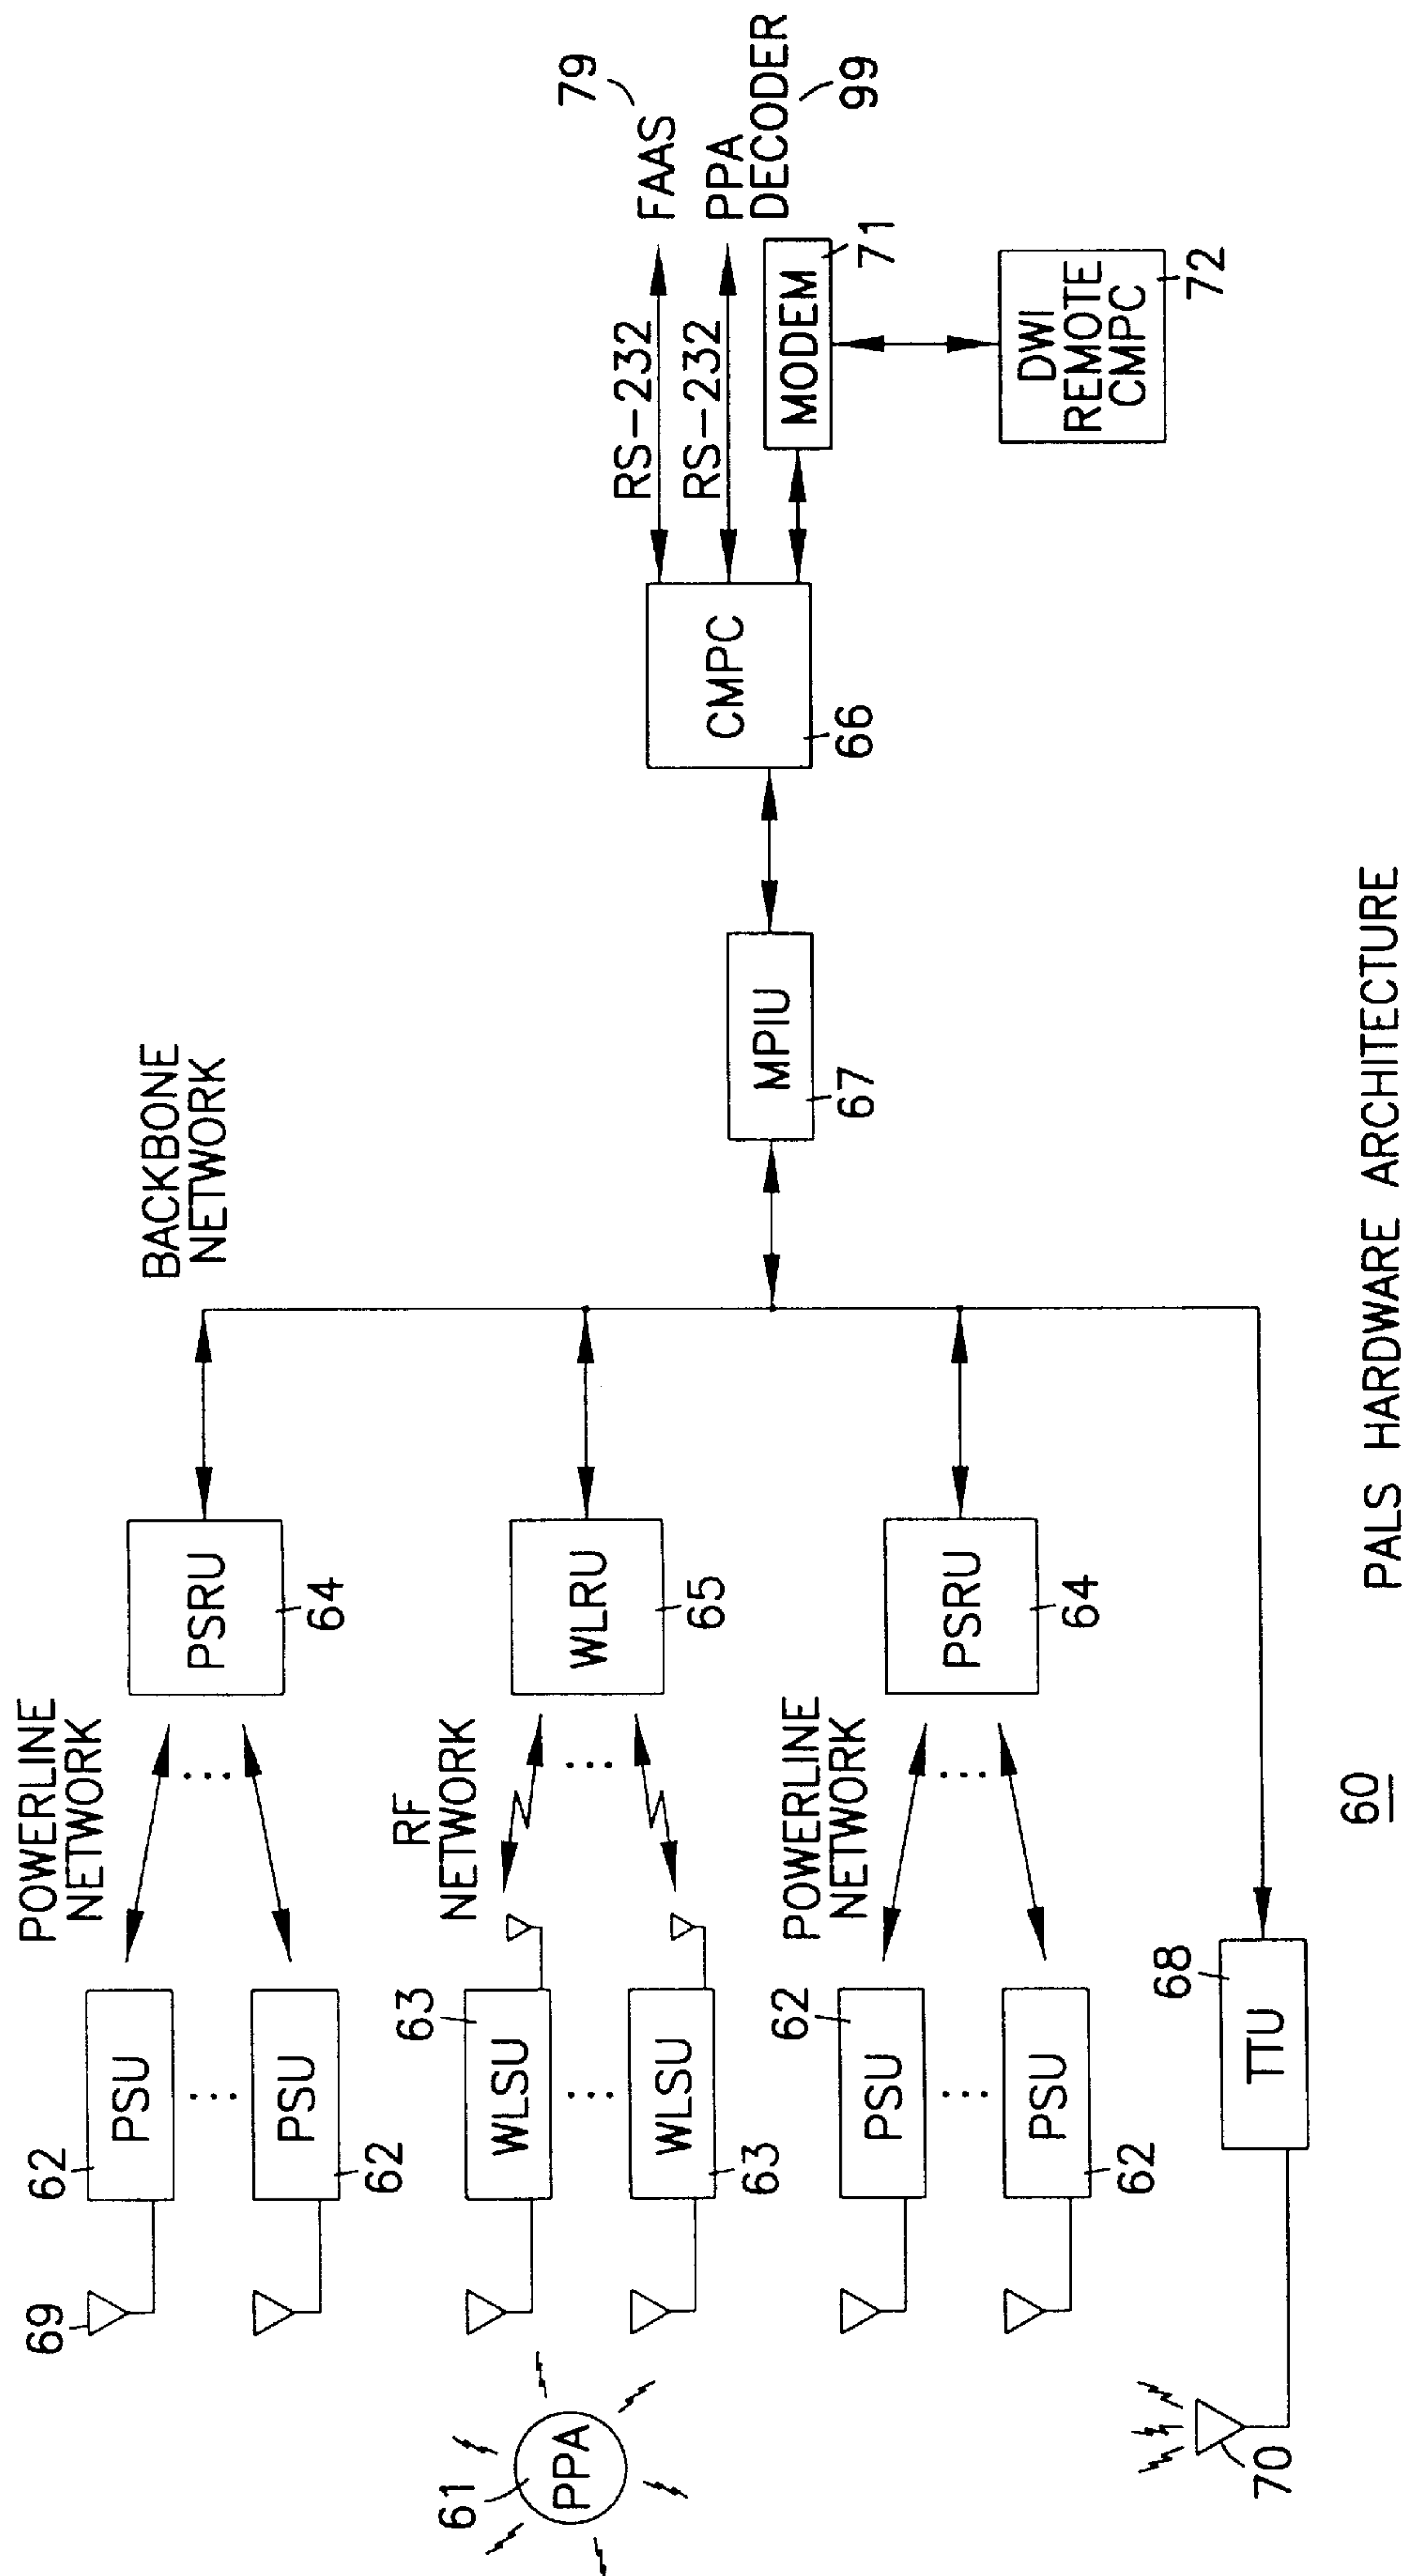 69
62
PSU
...
PSU
62
POWERLINE
NETWORK
...
PSRU
64
BACKBONE
NETWORK
61
PPA
63
WLSU
...
WLSU
63
RF
NETWORK
...
WLRU
65
62
PSU
...
PSU
62
POWERLINE
NETWORK
...
PSRU
64
70
TTU
68
MPIU
67
CMPC
66
RS-232
FAAS
79
RS-232
PPA
DECODER
99
MODEM
71
DWI
REMOTE
CMPC
72
60
PALS HARDWARE ARCHITECTURE